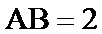 AB = 2